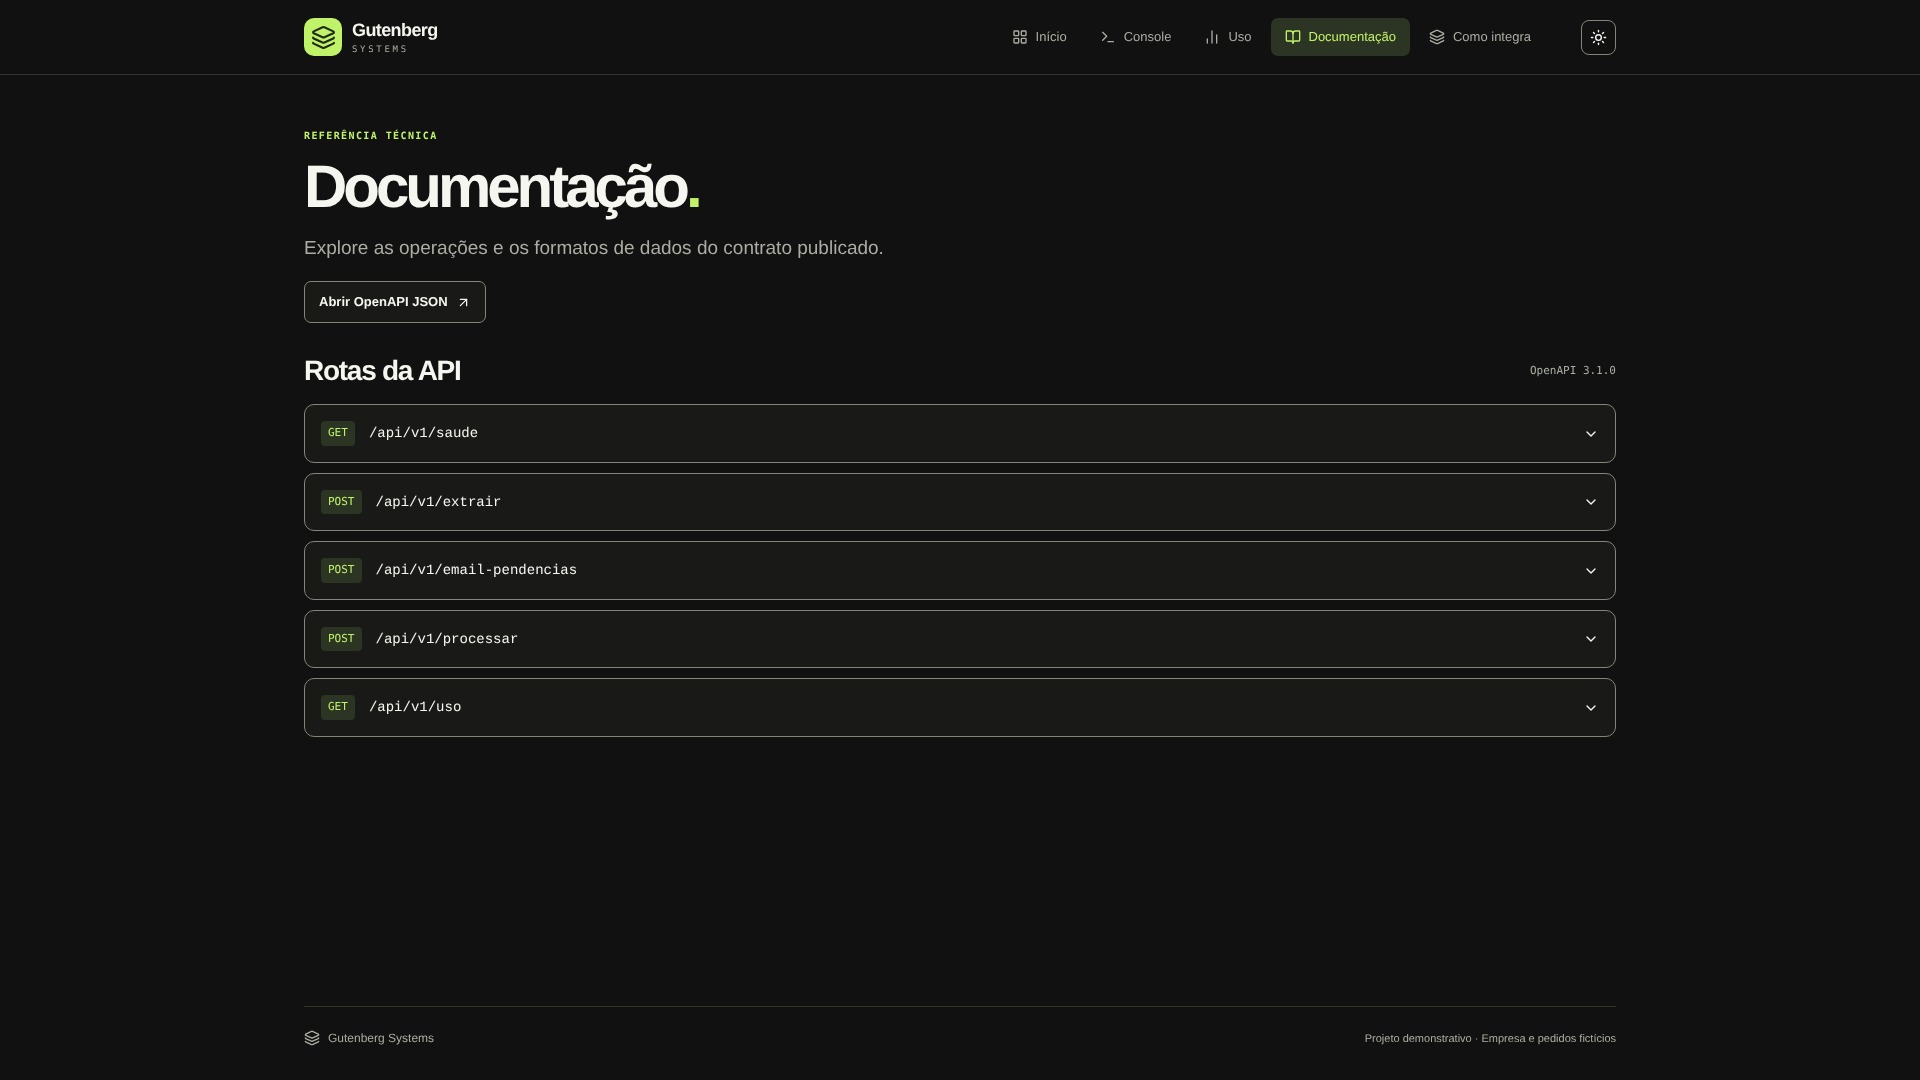 Gutenberg
SYSTEMS
Início
Console
Uso
Documentação
Como integra
REFERÊNCIA TÉCNICA
Documentação.
Explore as operações e os formatos de dados do contrato publicado.
Abrir OpenAPI JSON
Rotas da API
OpenAPI 3.1.0
GET /api/v1/saude
POST /api/v1/extrair
POST /api/v1/email-pendencias
POST /api/v1/processar
GET /api/v1/uso
Gutenberg Systems
Projeto demonstrativo · Empresa e pedidos fictícios